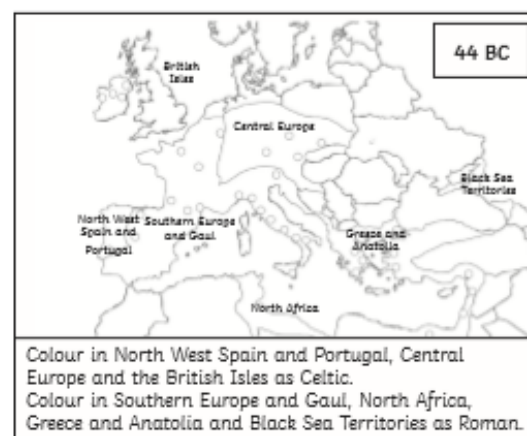 44 BC
British
Isles
Central Europe
Black Sea
Territories
North West
Spain and
Portugal
Southern Europe
and Gaul
Greece and
Anatolia
North Africa
Colour in North West Spain and Portugal, Central
Europe and the British Isles as Celtic.
Colour in Southern Europe and Gaul, North Africa,
Greece and Anatolia and Black Sea Territories as Roman.